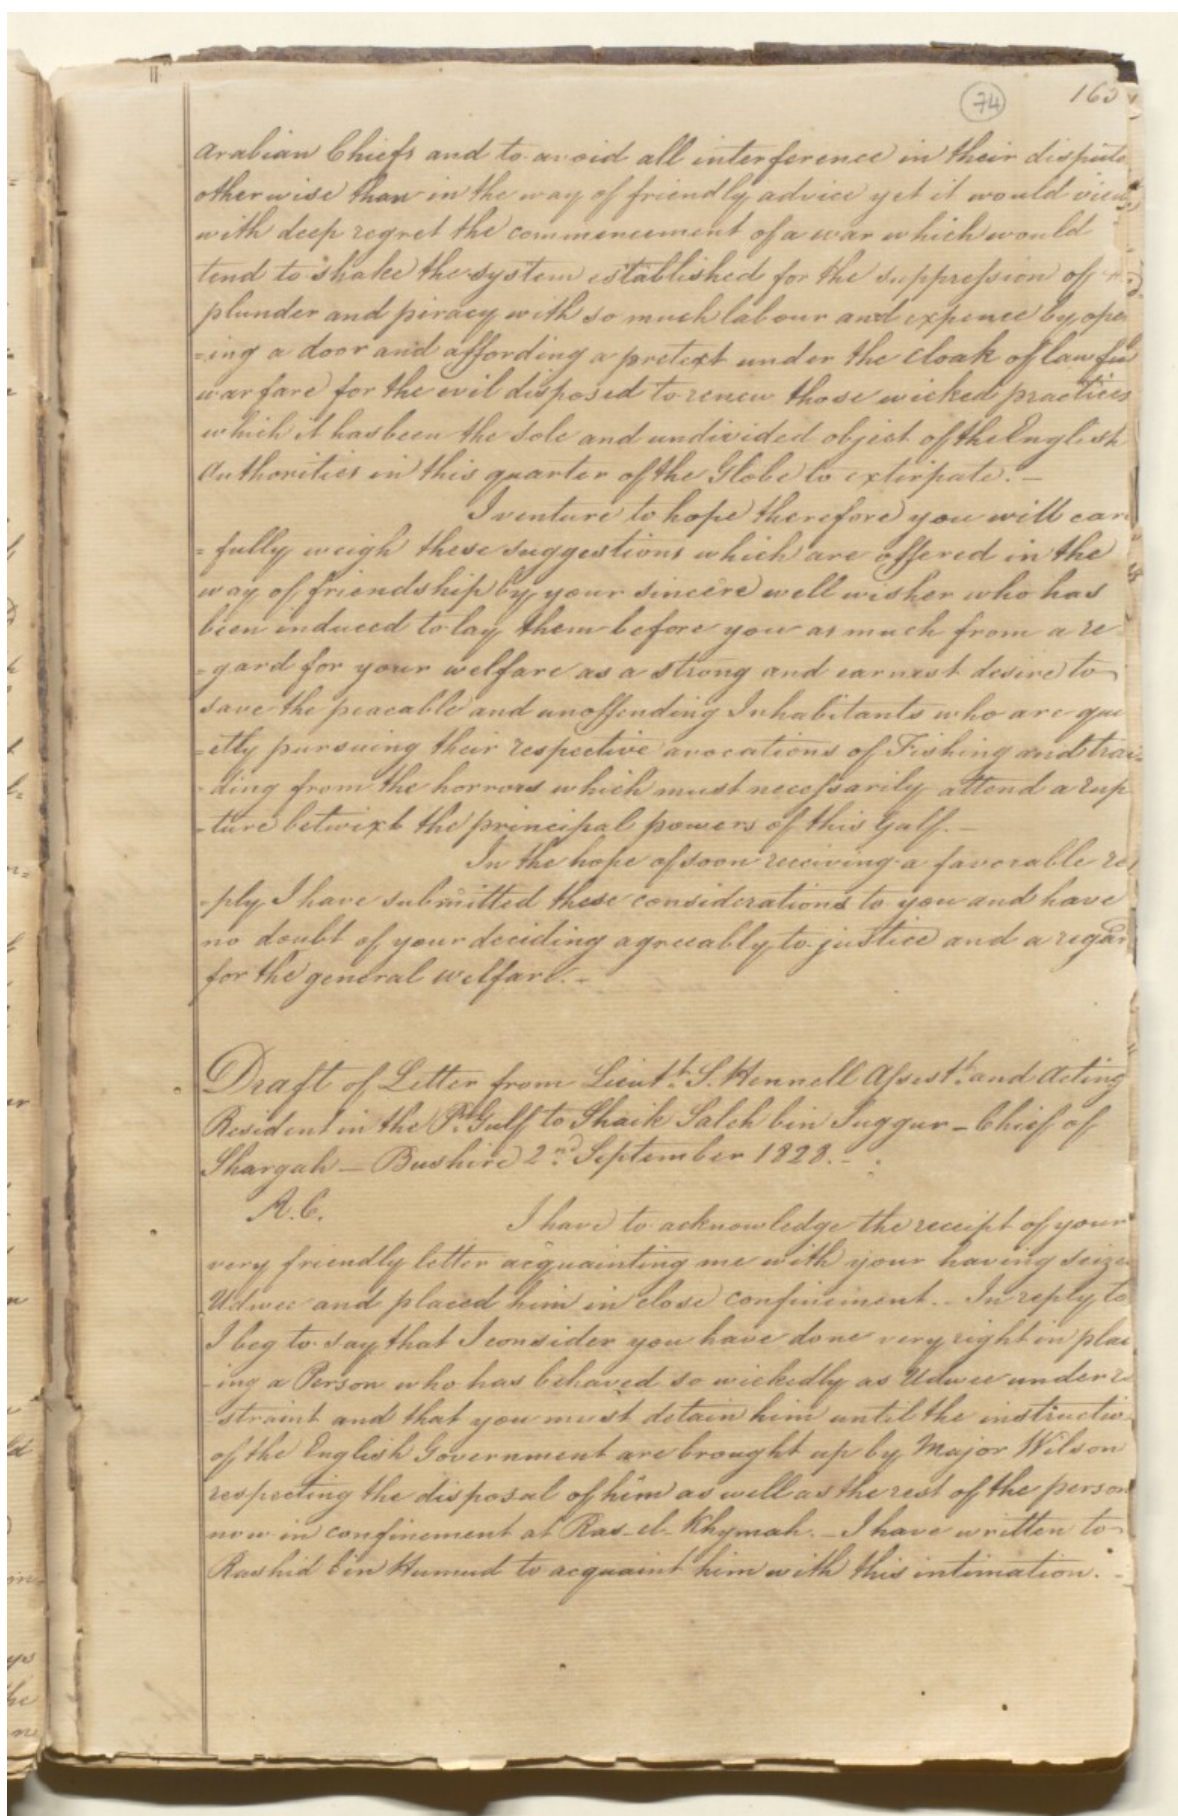 74
Arabian Chiefs and to avoid all interference in their dispute
otherwise than in the way of friendly advice yet it would view
with deep regret the commencement of a war which would
tend to shake the system established for the suppression of
plunder and piracy with so much labour and expence by ope
=ing a door and affording a pretext under the cloak of lawfu
warfare for the evil disposed to renew those wicked practices
which it has been the sole and undivided object of the English
Authorities in this quarter of the Globe to extirpate. —
I venture to hope therefore you will care
=fully weigh these suggestions which are offered in the
way of friendship by your sincere well wisher who has
been induced to lay them before you as much from a re
=gard for your welfare as a strong and earnest desire to
save the peacable and unoffending Inhabitants who are qui
=etly pursuing their respective avocations of Fishing and tra
=ding from the horrors which must necessarily attend a rup
=ture betwixt the principal powers of this Gulf. —
In the hope of soon receiving a favorable re
=ply I have submitted these considerations to you and have
no doubt of your deciding agreeably to justice and a regar
for the general welfare. —
Draft of Letter from Lieutt. S. Hennell Assistt. and Acting
Resident in the P. Gulf to Shaik Saleh bin Suggur — Chief of
Shargah — Bushire 2nd September 1828. —
A.C.
I have to acknowledge the receipt of your
very friendly letter acquainting me with your having seize
Udwee and placed him in close confinement. — In reply to
I beg to say that I consider you have done very right in plac
=ing a Person who has behaved so wickedly as Udwee under re
=straint and that you must detain him until the instructio
of the English Government are brought up by Major Wilson
respecting the disposal of him as well as the rest of the person
now in confinement at Ras-el-Khymah. — I have written to
Rashid bin Humud to acquaint him with this intimation. —